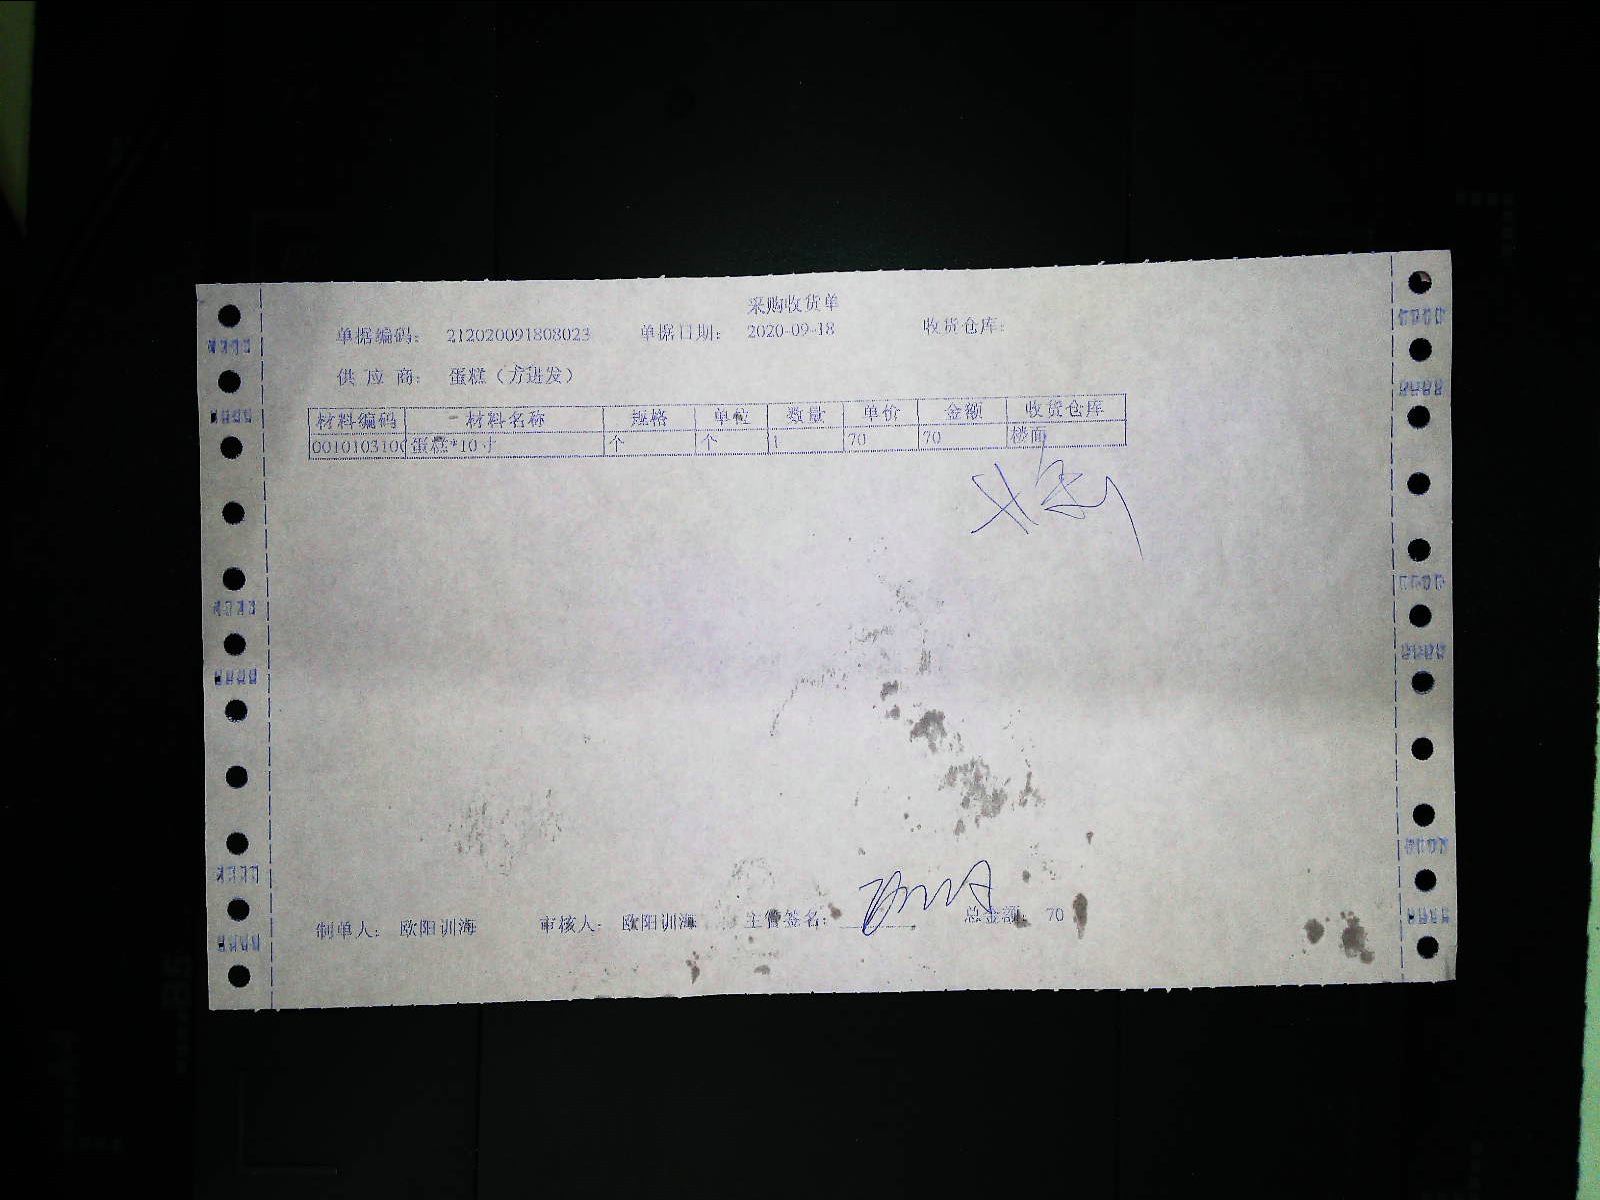 采购收货单
单据编码： 212020091808023 单据日期： 2020-09-18 收货仓库：
供 应 商： 蛋糕（方进发）
材料编码 材料名称 规格 单位 数量 单价 金额 收货仓库
0010103100 蛋糕*10寸 个 个 1 70 70 楼面
制单人： 欧阳训海 审核人： 欧阳训海 主管签名： 总金额： 70